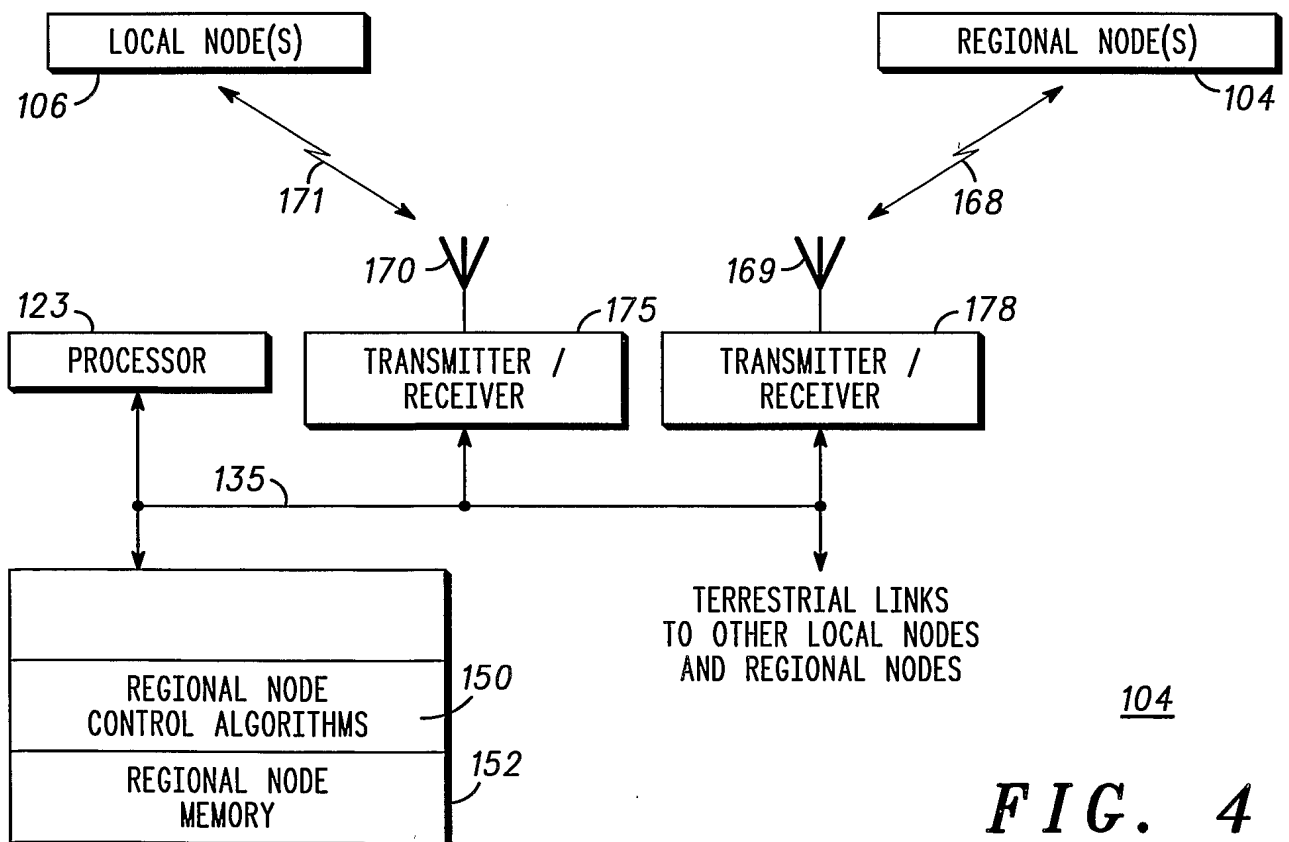 LOCAL NODE(S)
REGIONAL NODE(S)
106
104
171
168
170
169
123
175
178
PROCESSOR
TRANSMITTER /
RECEIVER
TRANSMITTER /
RECEIVER
135
TERRESTRIAL LINKS
TO OTHER LOCAL NODES
AND REGIONAL NODES
REGIONAL NODE
CONTROL ALGORITHMS
150
REGIONAL NODE
MEMORY
152
104
FIG. 4